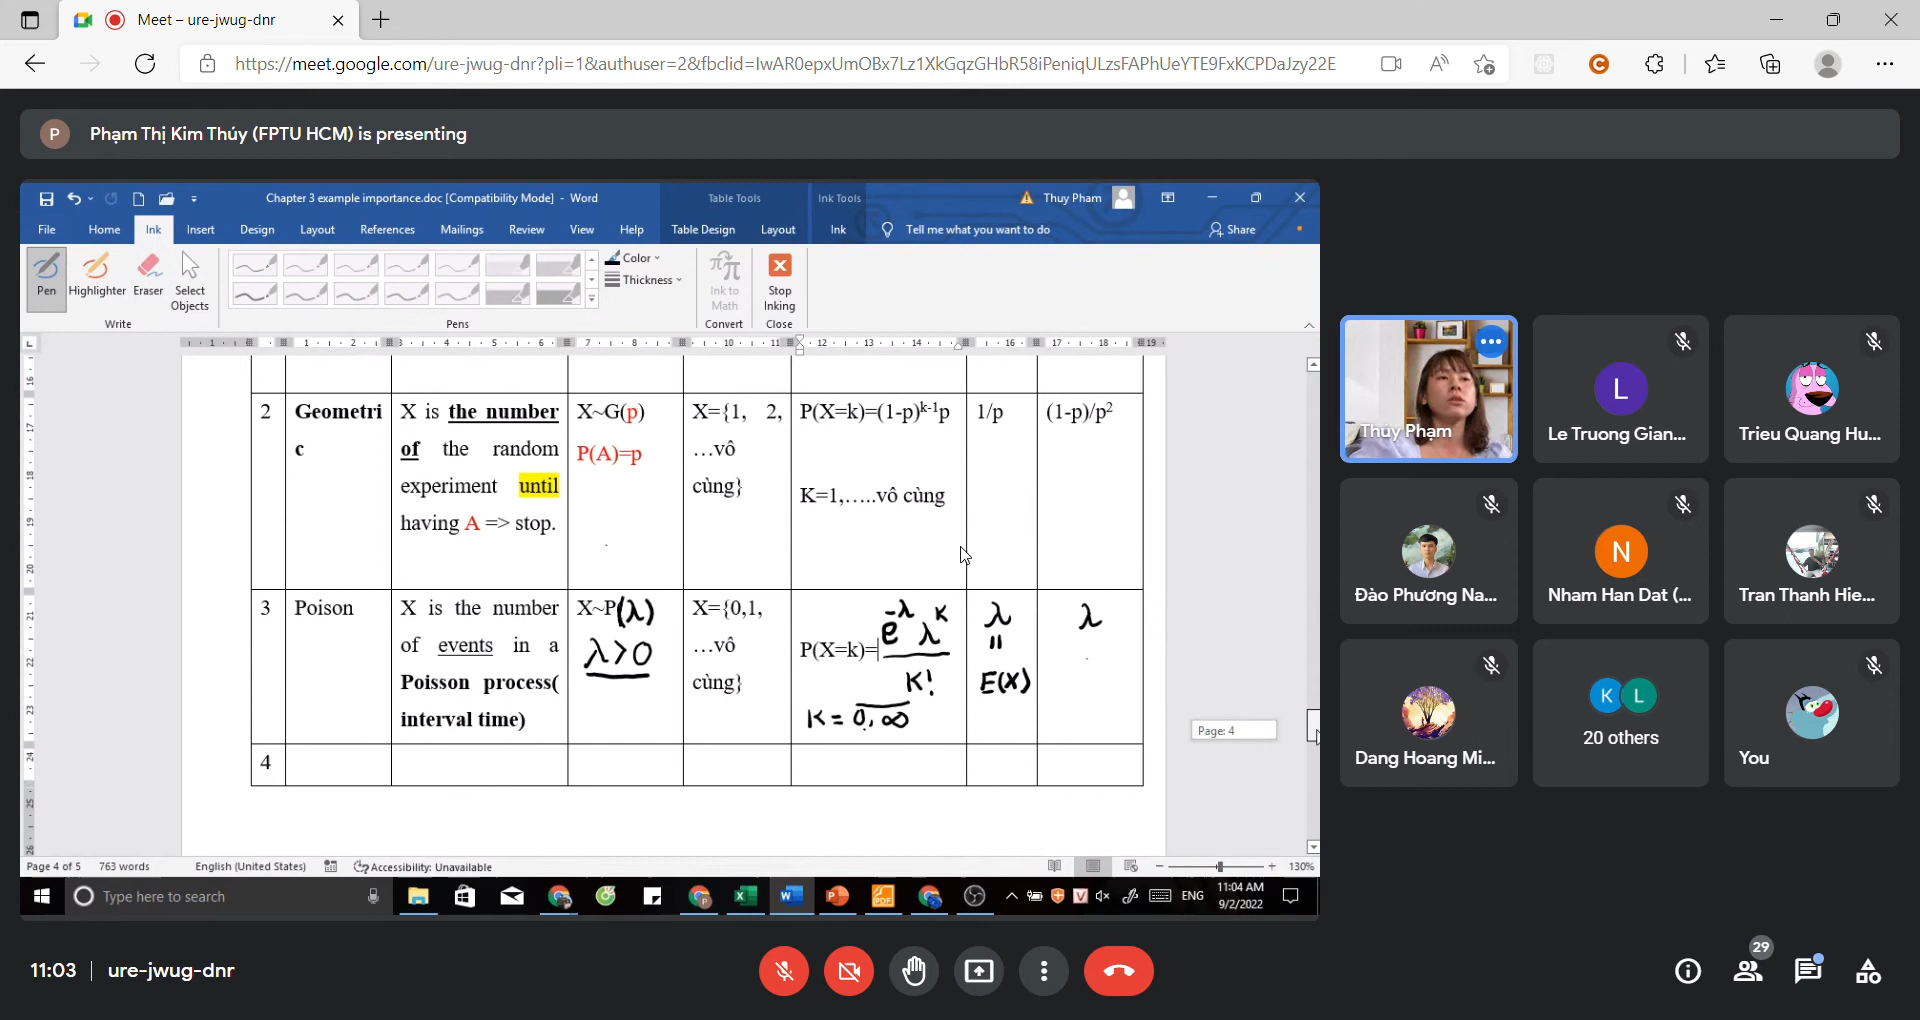 Meet – ure-jwug-dnr
https://meet.google.com/ure-jwug-dnr?pli=1&authuser=2&fbclid=IwAR0epxUmOBx7Lz1XkGqzGHbR58iPeniqULzsFAPhUeYTE9FxKCPDaJzy22E
P Phạm Thị Kim Thúy (FPTU HCM) is presenting
Chapter 3 example importance.doc [Compatibility Mode] - Word
Table Tools
Ink Tools
Thuy Pham
File Home Ink Insert Design Layout References Mailings Review View Help Table Design Layout Ink Tell me what you want to do Share
Pen Highlighter Eraser Select Objects
Color
Thickness
Ink to Math
Stop Inking
Write Pens Convert Close
2 Geometric
X is the number of the random experiment until having A => stop.
X~G(p)
P(A)=p
X={1, 2, …vô cùng}
P(X=k)=(1-p)k-1p
K=1,…..vô cùng
1/p
(1-p)/p2
3 Poison
X is the number of events in a Poisson process( interval time)
X~P(λ)
λ>0
X={0,1, …vô cùng}
P(X=k)= e-λ λK
K!
K = 0,∞
λ
=
E(X)
λ
4
Page: 4
Page 4 of 5 763 words English (United States) Accessibility: Unavailable 130%
Type here to search
ENG
11:04 AM
9/2/2022
Thúy Phạm
L
Le Truong Gian...
Trieu Quang Hu...
Đào Phương Na...
N
Nham Han Dat (...
Tran Thanh Hie...
Dang Hoang Mi...
K L
20 others
You
11:03 | ure-jwug-dnr
29